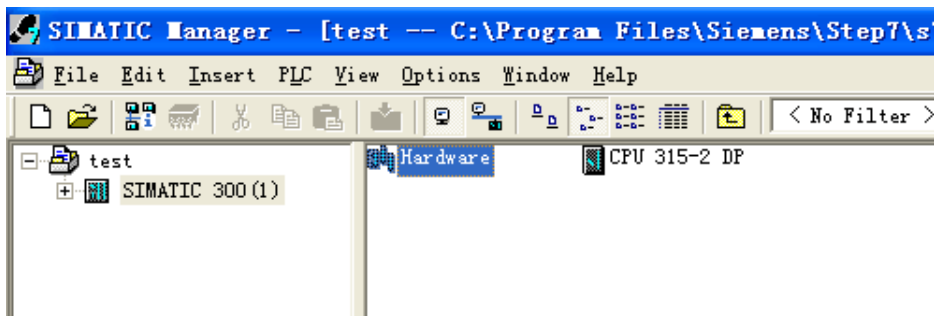 SIMATIC Manager - [test -- C:\Program Files\Siemens\Step7\s
File Edit Insert PLC View Options Window Help
< No Filter >
test
Hardware
CPU 315-2 DP
SIMATIC 300(1)